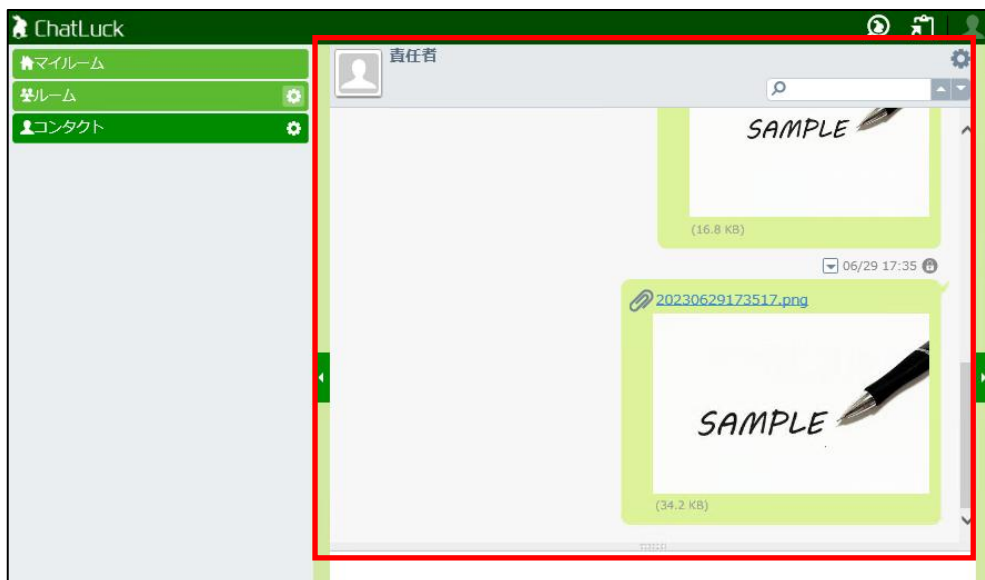 ChatLuck
マイルーム
ルーム
コンタクト
責任者
SAMPLE
(16.8 KB)
06/29 17:35
20230629173517.png
SAMPLE
(34.2 KB)